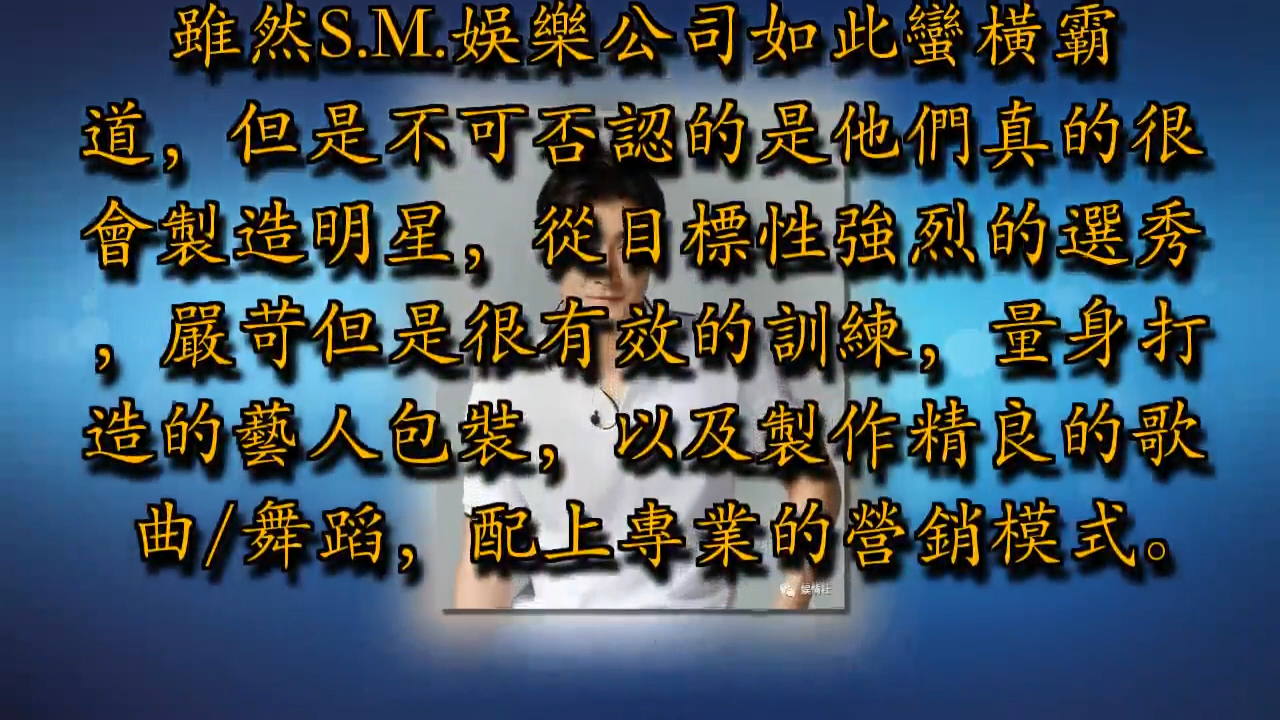 雖然S.M.娛樂公司如此蠻橫霸
道，但是不可否認的是他們真的很
會製造明星，從目標性強烈的選秀
，嚴苛但是很有效的訓練，量身打
造的藝人包裝，以及製作精良的歌
曲/舞蹈，配上專業的營銷模式。
娛情社